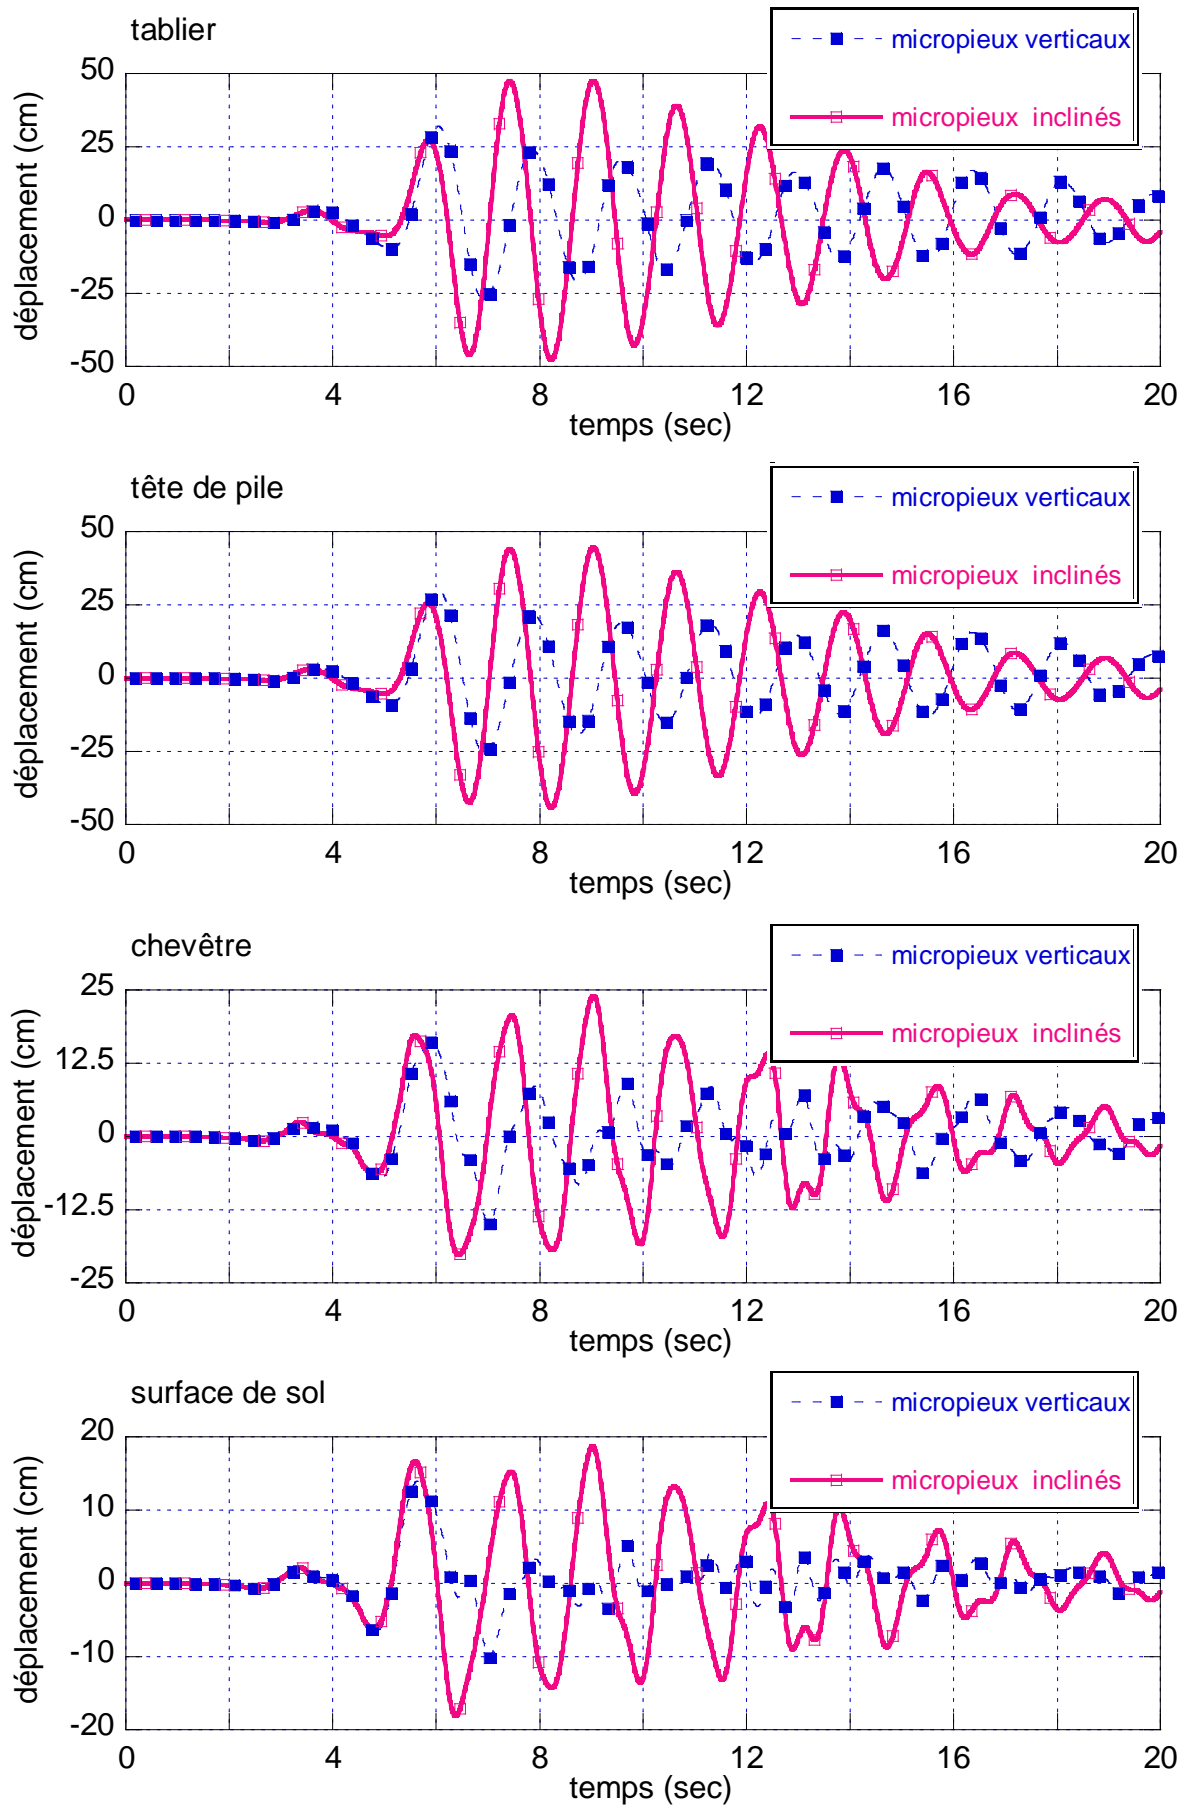 tablier
micropieux verticaux
micropieux inclinés
déplacement (cm)
50
25
0
-25
-50
0 4 8 12 16 20
temps (sec)
tête de pile
micropieux verticaux
micropieux inclinés
déplacement (cm)
50
25
0
-25
-50
0 4 8 12 16 20
temps (sec)
chevêtre
micropieux verticaux
micropieux inclinés
déplacement (cm)
25
12.5
0
-12.5
-25
0 4 8 12 16 20
temps (sec)
surface de sol
micropieux verticaux
micropieux inclinés
déplacement (cm)
20
10
0
-10
-20
0 4 8 12 16 20
temps (sec)